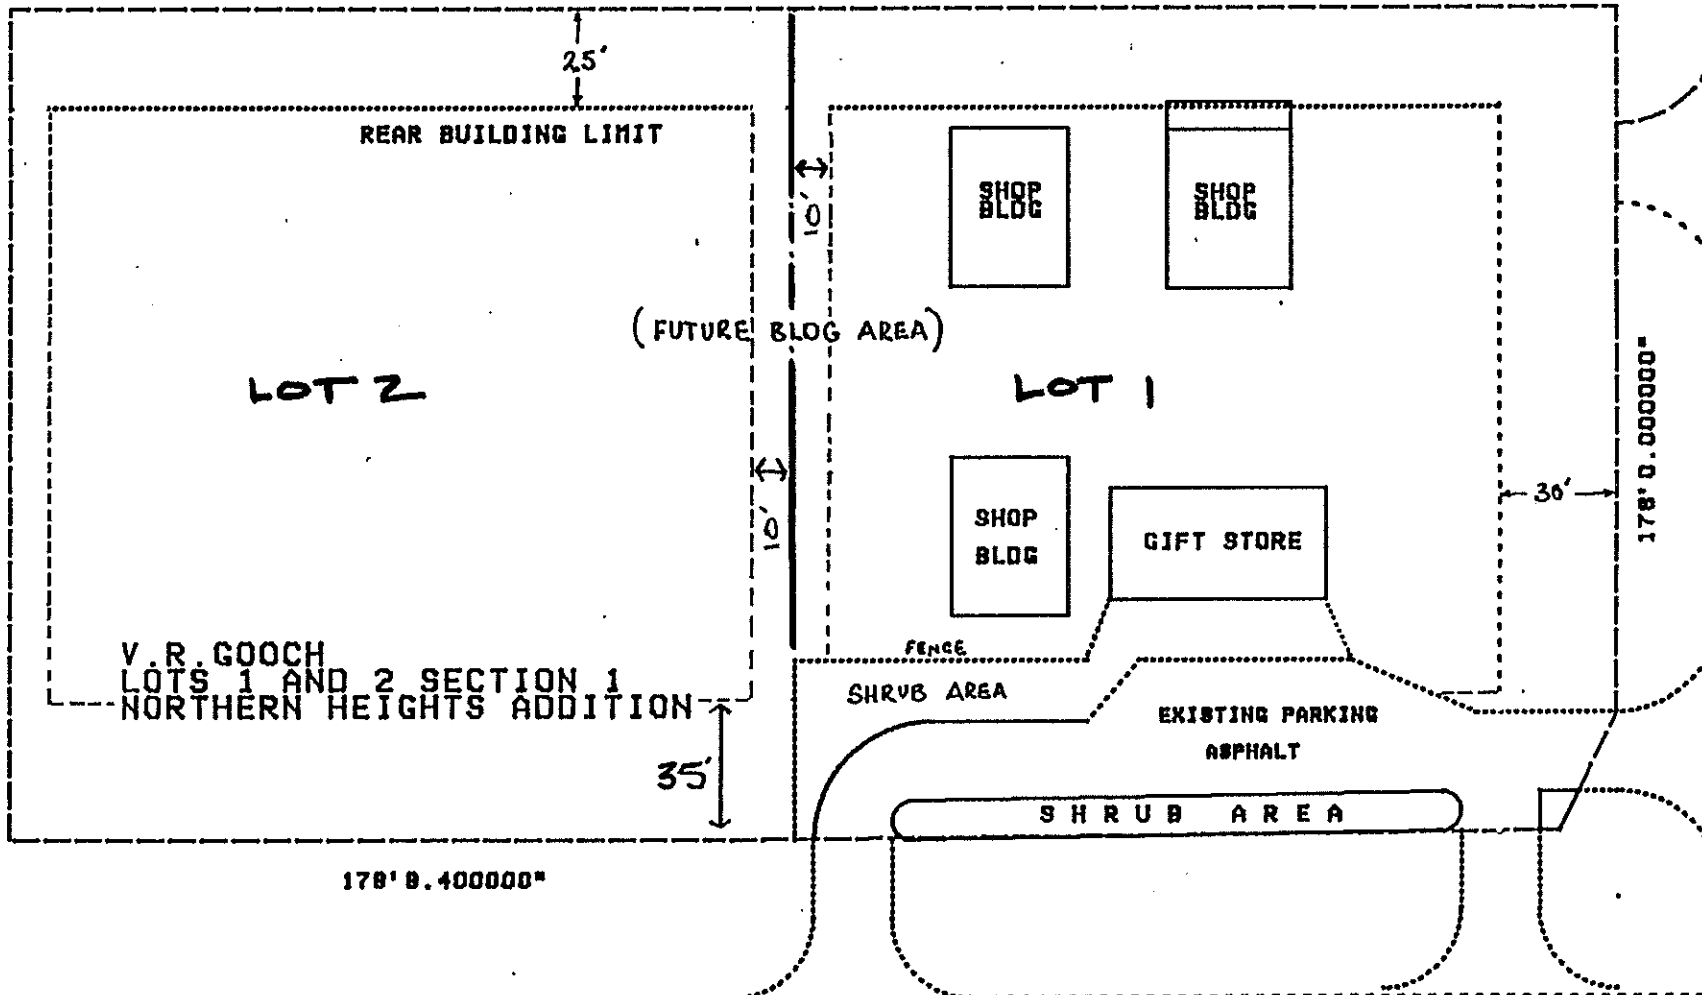 25'
REAR BUILDING LIMIT
10'
SHOP
BLDG
SHOP
BLDG
(FUTURE BLDG AREA)
LOT 2
LOT 1
178'0.00000"
10'
30'
SHOP
BLDG
GIFT STORE
FENCE
V.R.GOOCH
LOTS 1 AND 2 SECTION 1
NORTHERN HEIGHTS ADDITION
SHRUB AREA
EXISTING PARKING
ASPHALT
35'
SHRUB AREA
178'8.400000"